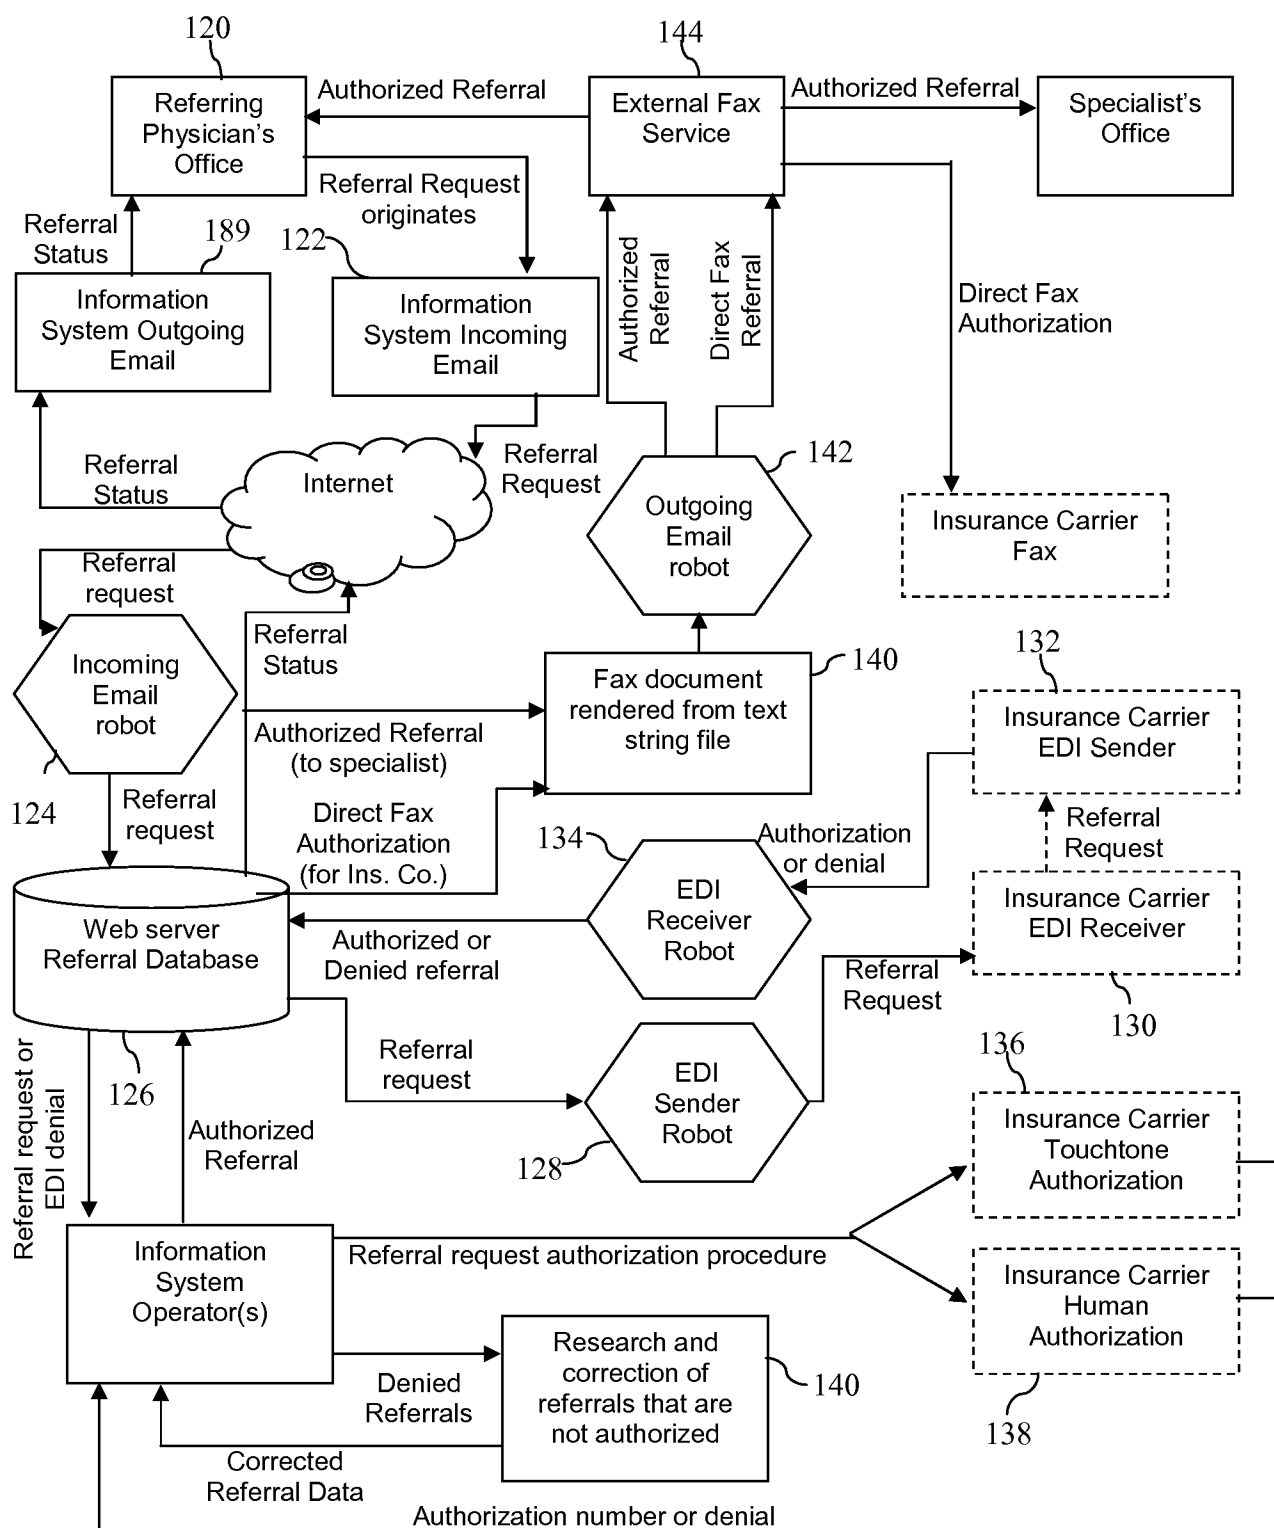 120
144
Referring
Physician's
Office
Authorized Referral
External Fax
Service
Authorized Referral
Specialist's
Office
Referral Request
originates
Referral
Status
189
122
Information
System Outgoing
Email
Information
System Incoming
Email
Authorized
Referral
Direct Fax
Referral
Direct Fax
Authorization
Referral
Status
Internet
Referral
Request
142
Outgoing
Email
robot
Insurance Carrier
Fax
Referral
request
Referral
Status
Incoming
Email
robot
124
Authorized Referral
(to specialist)
Fax document
rendered from text
string file
140
132
Insurance Carrier
EDI Sender
Referral
request
Direct Fax
Authorization
(for Ins. Co.)
134
Authorization
or denial
Referral
Request
EDI
Receiver
Robot
Insurance Carrier
EDI Receiver
130
Web server
Referral Database
Authorized or
Denied referral
Referral
Request
126
Referral
request
EDI
Sender
Robot
128
136
Insurance Carrier
Touchtone
Authorization
Referral request or
EDI denial
Authorized
Referral
Information
System
Operator(s)
Referral request authorization procedure
Insurance Carrier
Human
Authorization
138
Denied
Referrals
Research and
correction of
referrals that are
not authorized
140
Corrected
Referral Data
Authorization number or denial